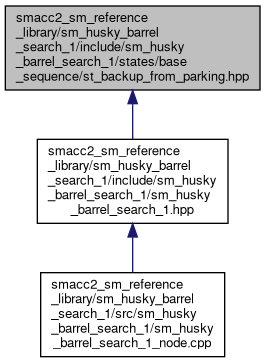 smacc2_sm_reference
_library/sm_husky_barrel
_search_1/include/sm_husky
_barrel_search_1/states/base
_sequence/st_backup_from_parking.hpp
smacc2_sm_reference
_library/sm_husky_barrel
_search_1/include/sm_husky
_barrel_search_1/sm_husky
_barrel_search_1.hpp
smacc2_sm_reference
_library/sm_husky_barrel
_search_1/src/sm_husky
_barrel_search_1/sm_husky
_barrel_search_1_node.cpp